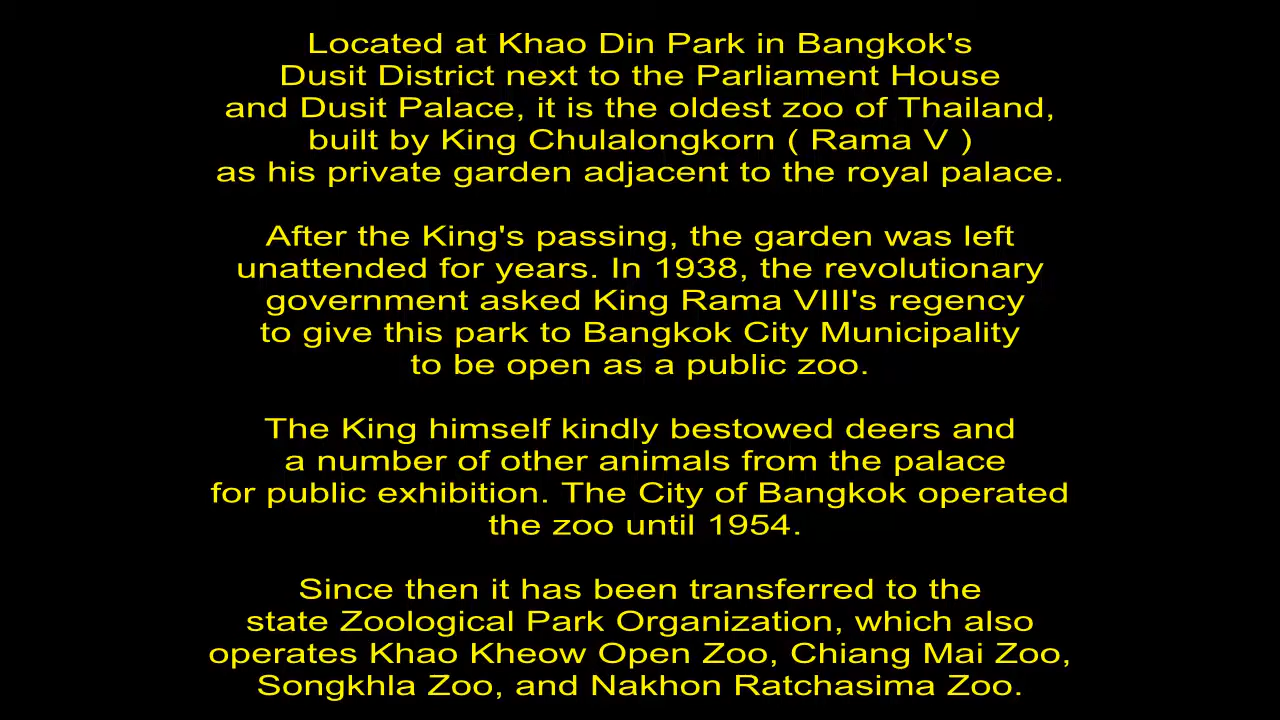 Located at Khao Din Park in Bangkok's
Dusit District next to the Parliament House
and Dusit Palace, it is the oldest zoo of Thailand,
built by King Chulalongkorn ( Rama V )
as his private garden adjacent to the royal palace.
After the King's passing, the garden was left
unattended for years. In 1938, the revolutionary
government asked King Rama VIII's regency
to give this park to Bangkok City Municipality
to be open as a public zoo.
The King himself kindly bestowed deers and
a number of other animals from the palace
for public exhibition. The City of Bangkok operated
the zoo until 1954.
Since then it has been transferred to the
state Zoological Park Organization, which also
operates Khao Kheow Open Zoo, Chiang Mai Zoo,
Songkhla Zoo, and Nakhon Ratchasima Zoo.